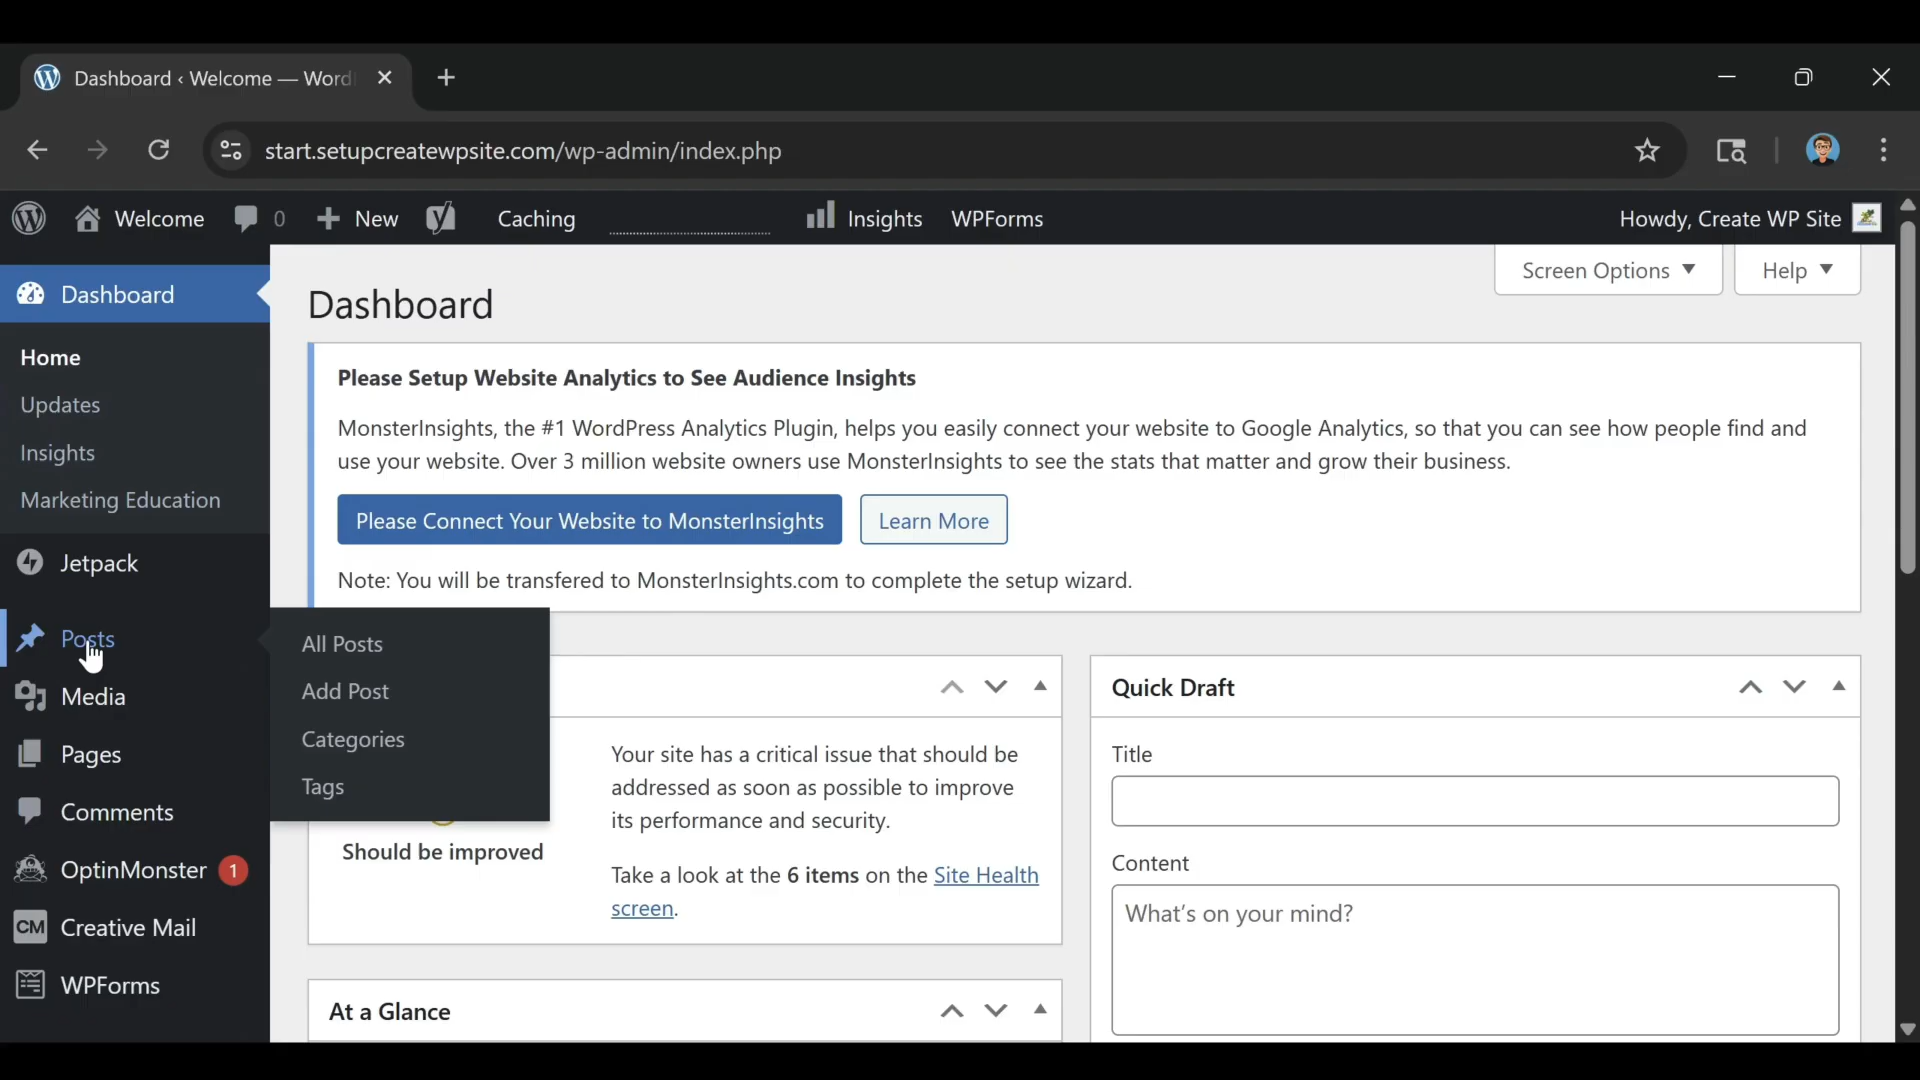 Dashboard ‹ Welcome — Word
start.setupcreatewpsite.com/wp-admin/index.php
Welcome 0 New Caching Insights WPForms Howdy, Create WP Site
Screen Options Help
Dashboard
Home
Updates
Insights
Marketing Education
Jetpack
Posts
Media
Pages
Comments
OptinMonster 1
CM Creative Mail
WPForms
All Posts
Add Post
Categories
Tags
Dashboard
Please Setup Website Analytics to See Audience Insights
MonsterInsights, the #1 WordPress Analytics Plugin, helps you easily connect your website to Google Analytics, so that you can see how people find and
use your website. Over 3 million website owners use MonsterInsights to see the stats that matter and grow their business.
Please Connect Your Website to MonsterInsights Learn More
Note: You will be transfered to MonsterInsights.com to complete the setup wizard.
Should be improved
Your site has a critical issue that should be
addressed as soon as possible to improve
its performance and security.
Take a look at the 6 items on the Site Health
screen.
At a Glance
Quick Draft
Title
Content
What's on your mind?